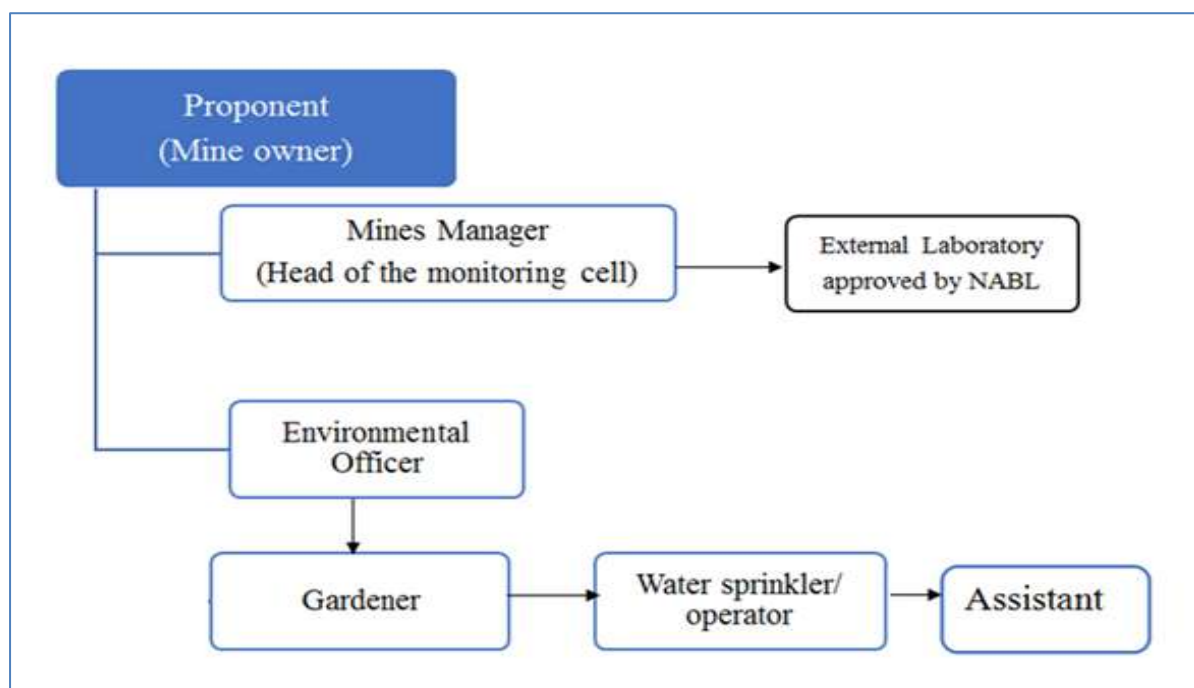 Proponent
(Mine owner)
Mines Manager
(Head of the monitoring cell)
External Laboratory
approved by NABL
Environmental
Officer
Gardener
Water sprinkler/
operator
Assistant